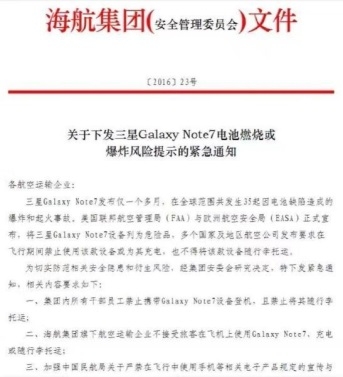 海航集团(安全管理委员会)文件
〔2016〕23号
关于下发三星Galaxy Note7电池燃烧或
爆炸风险提示的紧急通知
各航空运输企业：
三星Galaxy Note7发布仅一个多月，在全球范围共发生35起因电池缺陷造成的
爆炸和起火事故。美国联邦航空管理局（FAA）与欧洲航空安全局（EASA）正式宣
布，将三星Galaxy Note7设备列为危险品，多个国家及地区航空公司发布要求在
飞行期间禁止使用该款设备或为其充电，也不得将该设备随行李托运。
为切实防范相关安全隐患和衍生风险，经集团安委会研究决定，特下发紧急通
知，相关内容要求如下：
一、集团内所有干部员工禁止携带Galaxy Note7设备登机，且禁止将其随行李
托运；
二、海航集团旗下航空运输企业不接受旅客在飞机上使用Galaxy Note7、充电
或随行李托运；
三、加强中国民航局关于严禁在飞行中使用手机等相关电子产品规定的宣传与